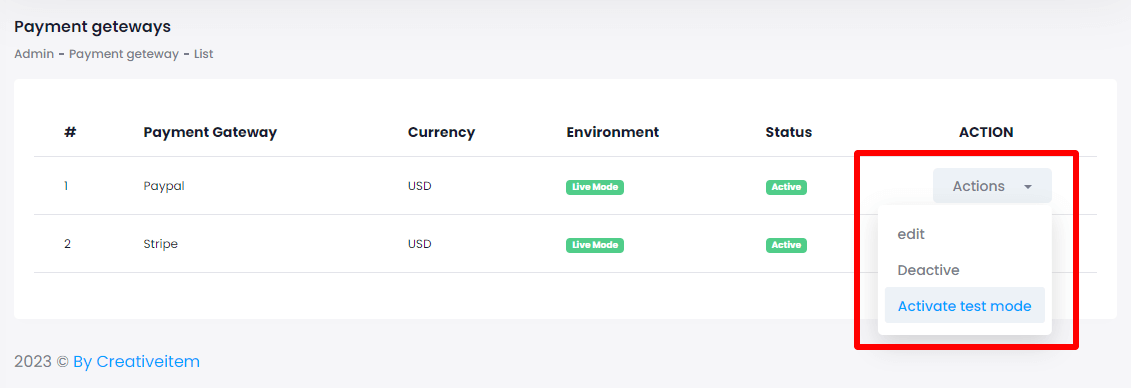 Payment geteways
Admin - Payment geteway - List
# Payment Gateway Currency Environment Status ACTION
1 Paypal USD Live Mode Active Actions
edit
2 Stripe USD Live Mode Active
Deactive
Activate test mode
2023 © By Creativeitem